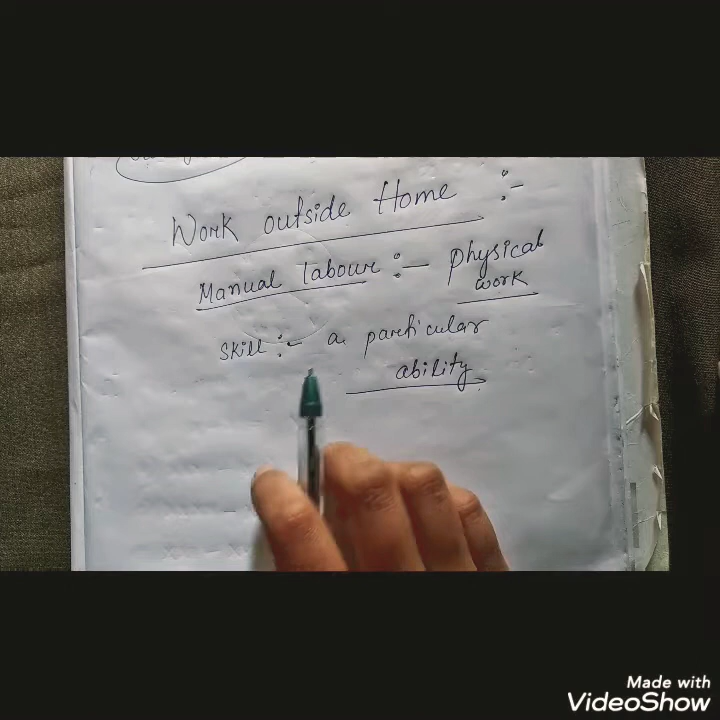 Work outside Home :-
Manual labour :- Physical
work
Skill :- a particular
ability
Made with
VideoShow